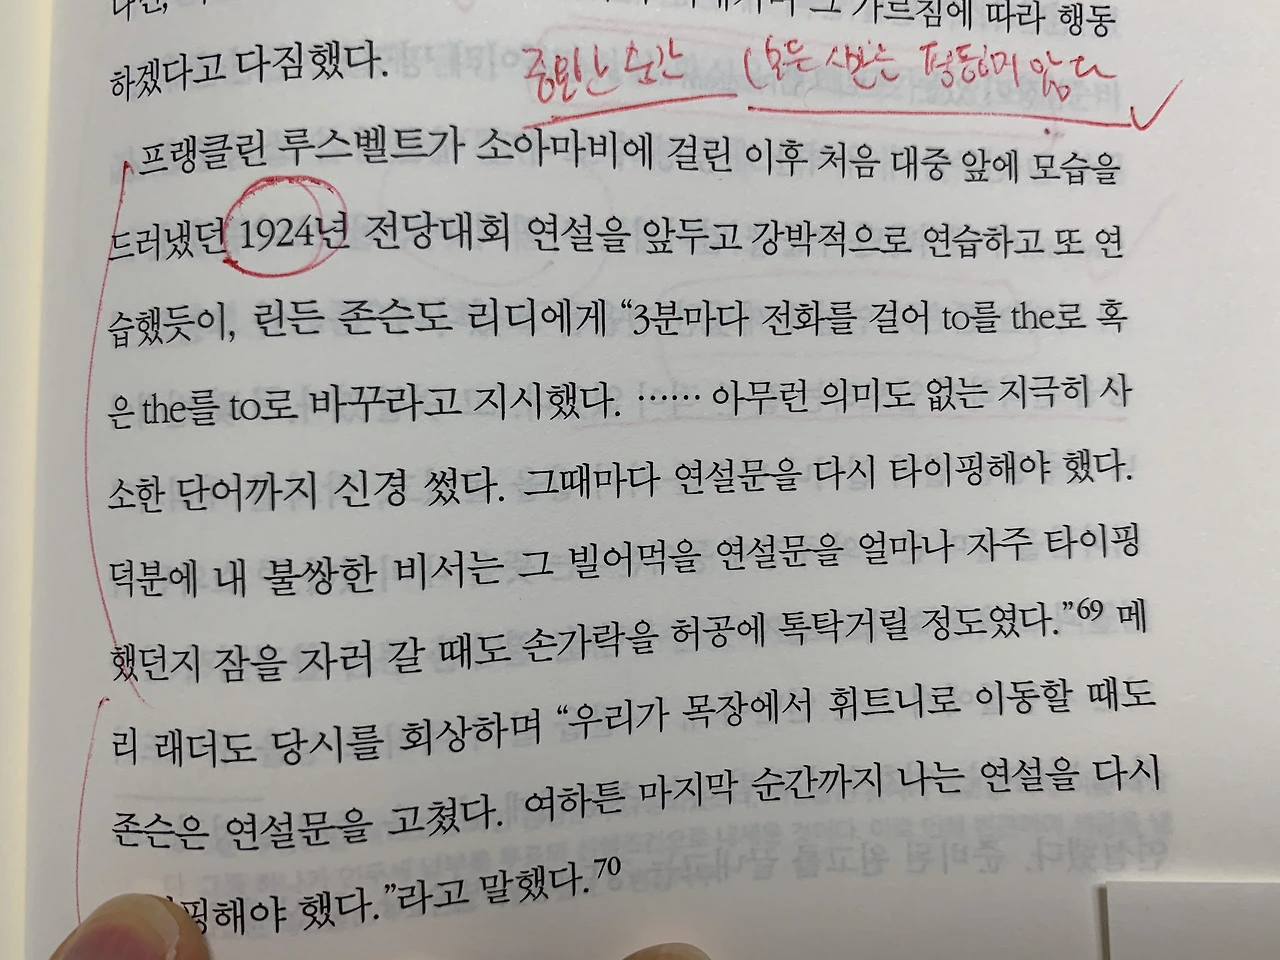 그 가르침에 따라 행동
하겠다고 다짐했다.
중요한 순간 (모든 시간은 평등하지 않다
프랭클린 루스벨트가 소아마비에 걸린 이후 처음 대중 앞에 모습을
드러냈던 1924년 전당대회 연설을 앞두고 강박적으로 연습하고 또 연
습했듯이, 린든 존슨도 리디에게 “3분마다 전화를 걸어 to를 the로 혹
은 the를 to로 바꾸라고 지시했다. …… 아무런 의미도 없는 지극히 사
소한 단어까지 신경 썼다. 그때마다 연설문을 다시 타이핑해야 했다.
덕분에 내 불쌍한 비서는 그 빌어먹을 연설문을 얼마나 자주 타이핑
했던지 잠을 자러 갈 때도 손가락을 허공에 톡탁거릴 정도였다.”69 메
리 래더도 당시를 회상하며 “우리가 목장에서 휘트니로 이동할 때도
존슨은 연설문을 고쳤다. 여하튼 마지막 순간까지 나는 연설을 다시
핑해야 했다.”라고 말했다.70